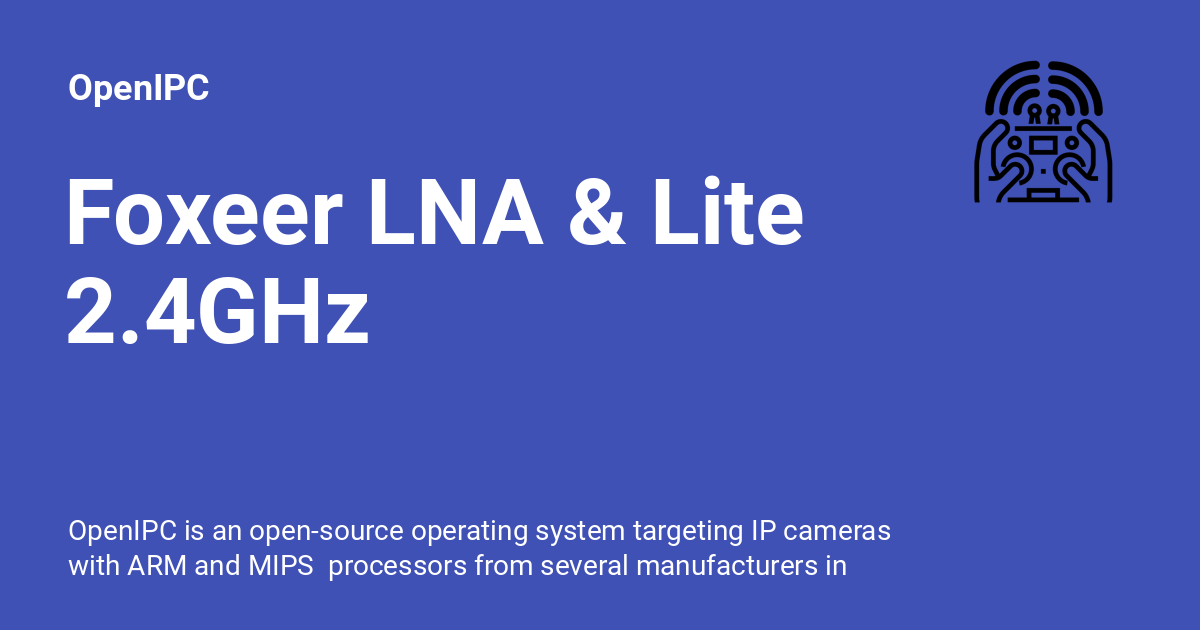 OpenIPC
Foxeer LNA & Lite
2.4GHz
OpenIPC is an open-source operating system targeting IP cameras
with ARM and MIPS  processors from several manufacturers in